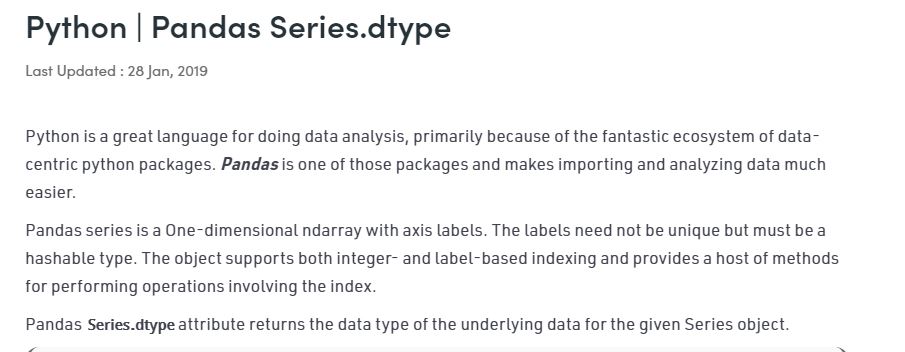 Python | Pandas Series.dtype
Last Updated : 28 Jan, 2019
Python is a great language for doing data analysis, primarily because of the fantastic ecosystem of data-
centric python packages. Pandas is one of those packages and makes importing and analyzing data much
easier.
Pandas series is a One-dimensional ndarray with axis labels. The labels need not be unique but must be a
hashable type. The object supports both integer- and label-based indexing and provides a host of methods
for performing operations involving the index.
Pandas Series.dtype attribute returns the data type of the underlying data for the given Series object.